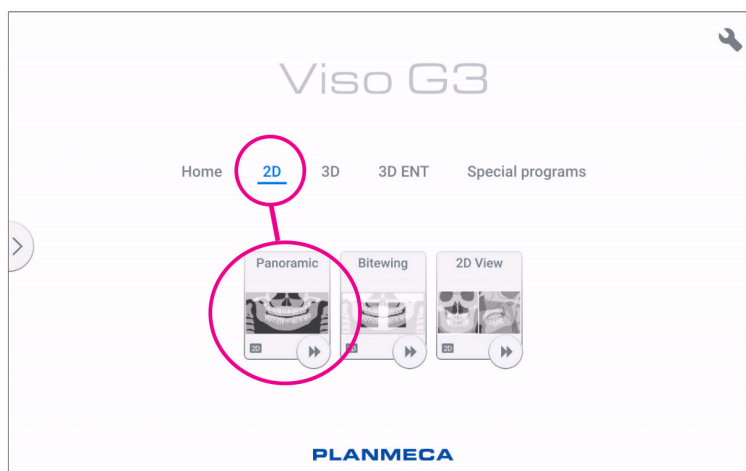 Viso G3
Home 2D 3D 3D ENT Special programs
Panoramic Bitewing 2D View
2D 2D 2D
PLANMECA